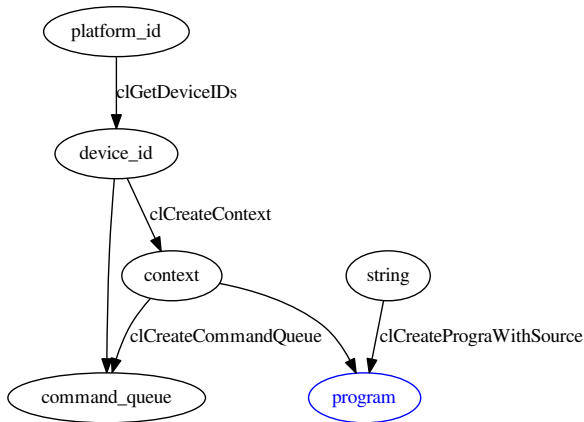 platform_id
clGetDeviceIDs
device_id
clCreateContext
context
string
clCreateCommandQueue
clCreatePrograWithSource
command_queue
program